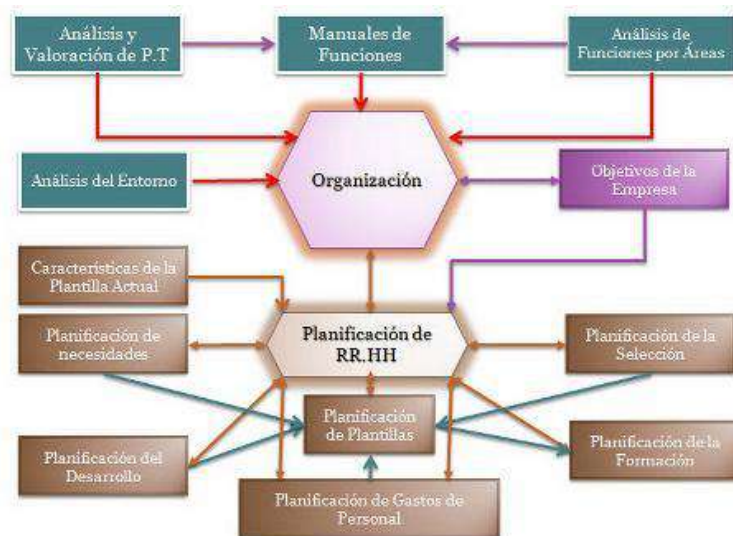 Análisis y
Valoración de P.T
Manuales de
Funciones
Análisis de
Funciones por Áreas
Análisis del Entorno
Organización
Objetivos de la
Empresa
Características de la
Plantilla Actual
Planificación de
necesidades
Planificación de
RR.HH
Planificación de la
Selección
Planificación
de Plantillas
Planificación del
Desarrollo
Planificación de la
Formación
Planificación de Gastos de
Personal